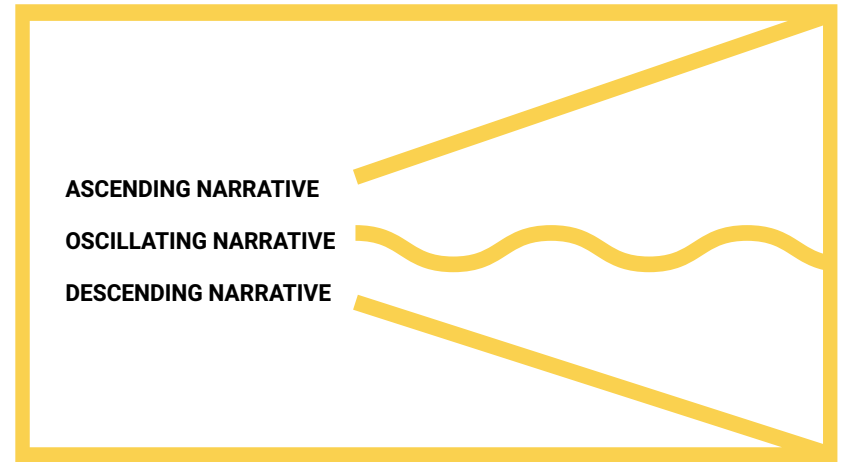 ASCENDING NARRATIVE
OSCILLATING NARRATIVE
DESCENDING NARRATIVE